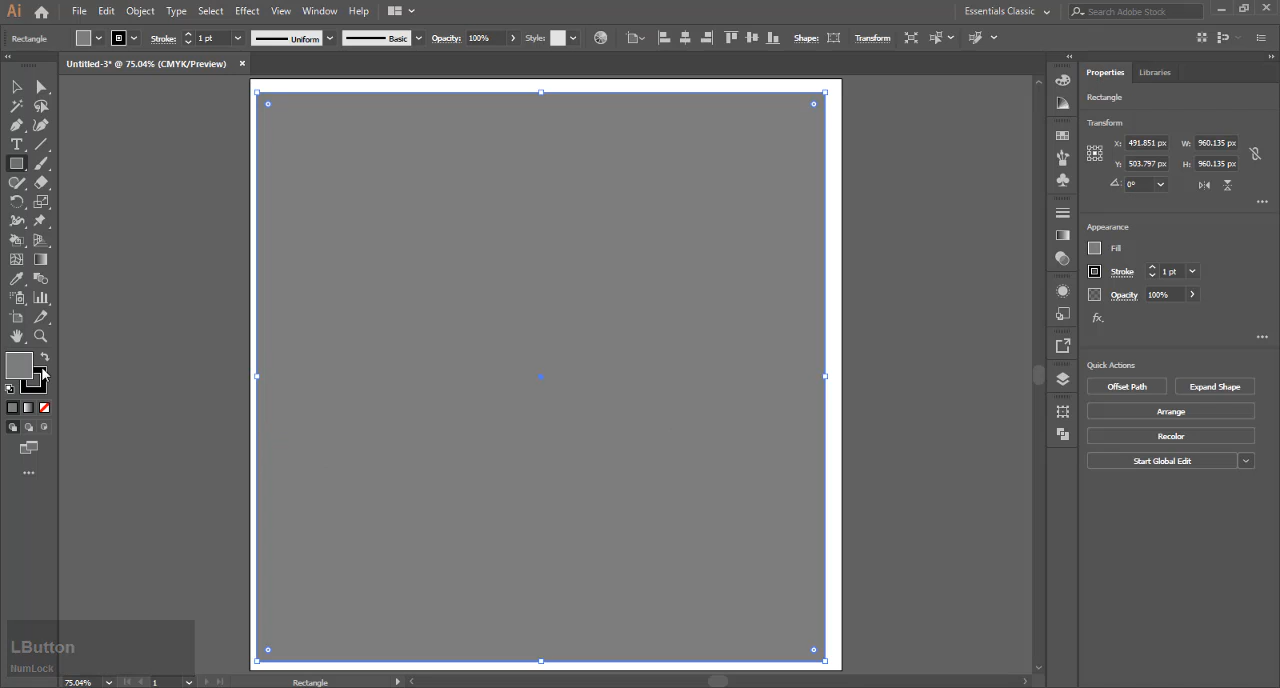 Ai File Edit Object Type Select Effect View Window Help Essentials Classic Search Adobe Stock
Rectangle Stroke: 1 pt Uniform Basic Opacity: 100% Style: Shape: Transform
Untitled-3* @ 75.04% (CMYK/Preview) ×
Properties Libraries
Rectangle
Transform
X: 491.851 px W: 960.135 px
Y: 503.797 px H: 960.135 px
0°
Appearance
Fill
Stroke 1 pt
Opacity 100%
fx.
Quick Actions
Offset Path Expand Shape
Arrange
Recolor
Start Global Edit
LButton
NumLock
75.04% 1 Rectangle